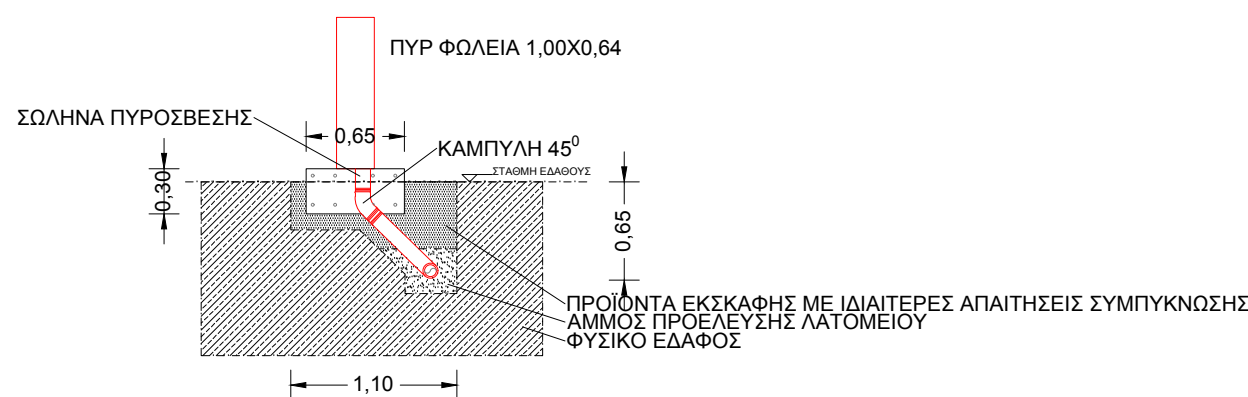 ΠΥΡ ΦΩΛΕΙΑ 1,00Χ0,64
ΣΩΛΗΝΑ ΠΥΡΟΣΒΕΣΗΣ
0,65
ΚΑΜΠΥΛΗ 45⁰
ΣΤΑΘΜΗ ΕΔΑΘΟΥΣ
0,30
0,65
ΠΡΟΪΟΝΤΑ ΕΚΣΚΑΦΗΣ ΜΕ ΙΔΙΑΙΤΕΡΕΣ ΑΠΑΙΤΗΣΕΙΣ ΣΥΜΠΥΚΝΩΣΗΣ
ΑΜΜΟΣ ΠΡΟΕΛΕΥΣΗΣ ΛΑΤΟΜΕΙΟΥ
ΦΥΣΙΚΟ ΕΔΑΦΟΣ
1,10